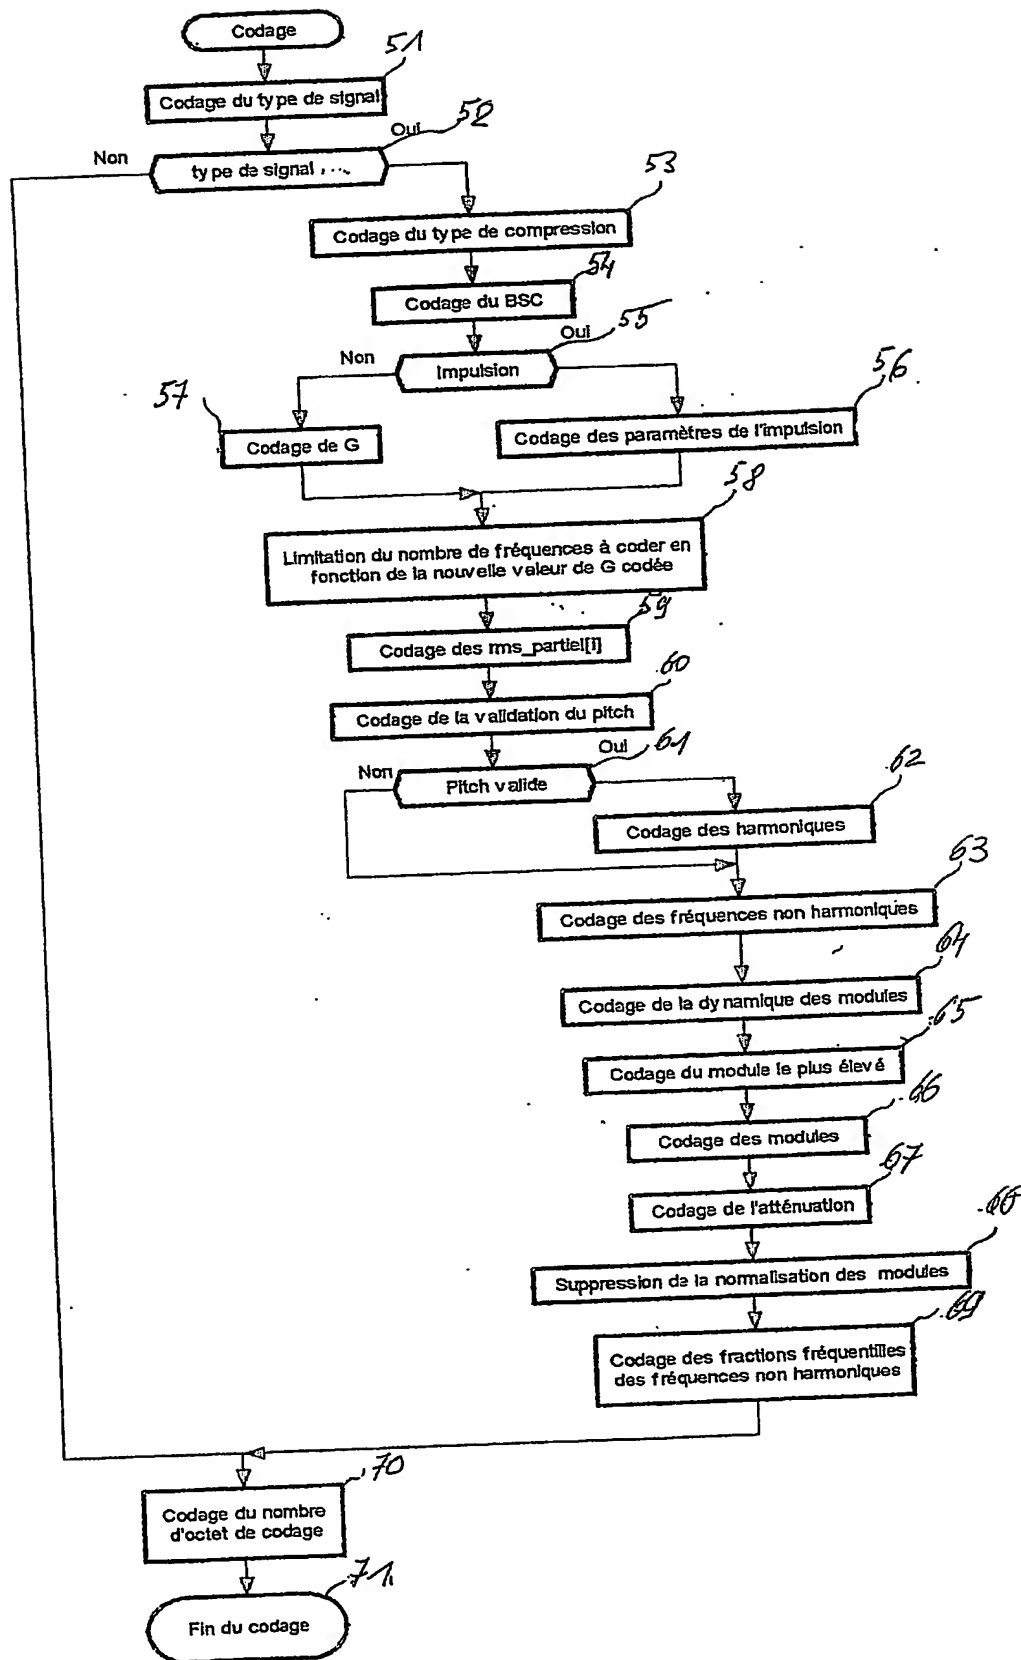 Codage
51
Codage du type de signal
52
Oui
Non
type de signal ....
53
Codage du type de compression
54
Codage du BSC
55
Oui
Non
Impulsion
56
57
Codage des paramètres de l'impulsion
Codage de G
58
Limitation du nombre de fréquences à coder en
fonction de la nouvelle valeur de G codée
59
Codage des rms_partiel[i]
60
Codage de la validation du pitch
61
Oui
Non
Pitch valide
62
Codage des harmoniques
63
Codage des fréquences non harmoniques
64
Codage de la dynamique des modules
65
Codage du module le plus élevé
66
Codage des modules
67
Codage de l'atténuation
Suppression de la normalisation des modules
69
Codage des fractions fréquentilles
des fréquences non harmoniques
70
Codage du nombre
d'octet de codage
71
Fin du codage